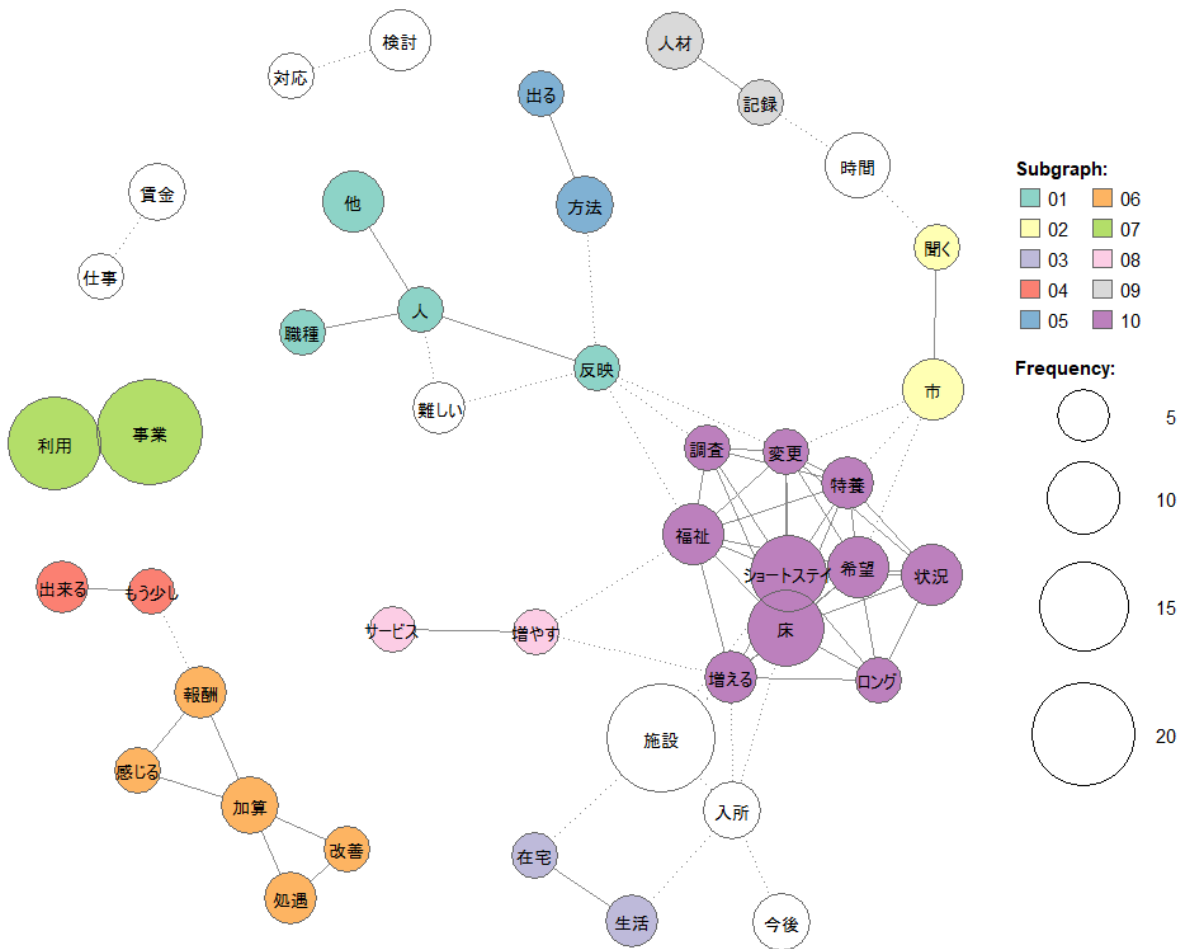 検討
対応
人材
記録
時間
出る
方法
賃金
仕事
他
人
職種
反映
難しい
聞く
市
利用
事業
調査
変更
特養
福祉
ショートステイ
希望
状況
床
増える
ロング
出来る
もう少し
サービス
増やす
報酬
感じる
加算
改善
処遇
施設
入所
在宅
生活
今後
Subgraph:
01 06
02 07
03 08
04 09
05 10
Frequency:
5
10
15
20